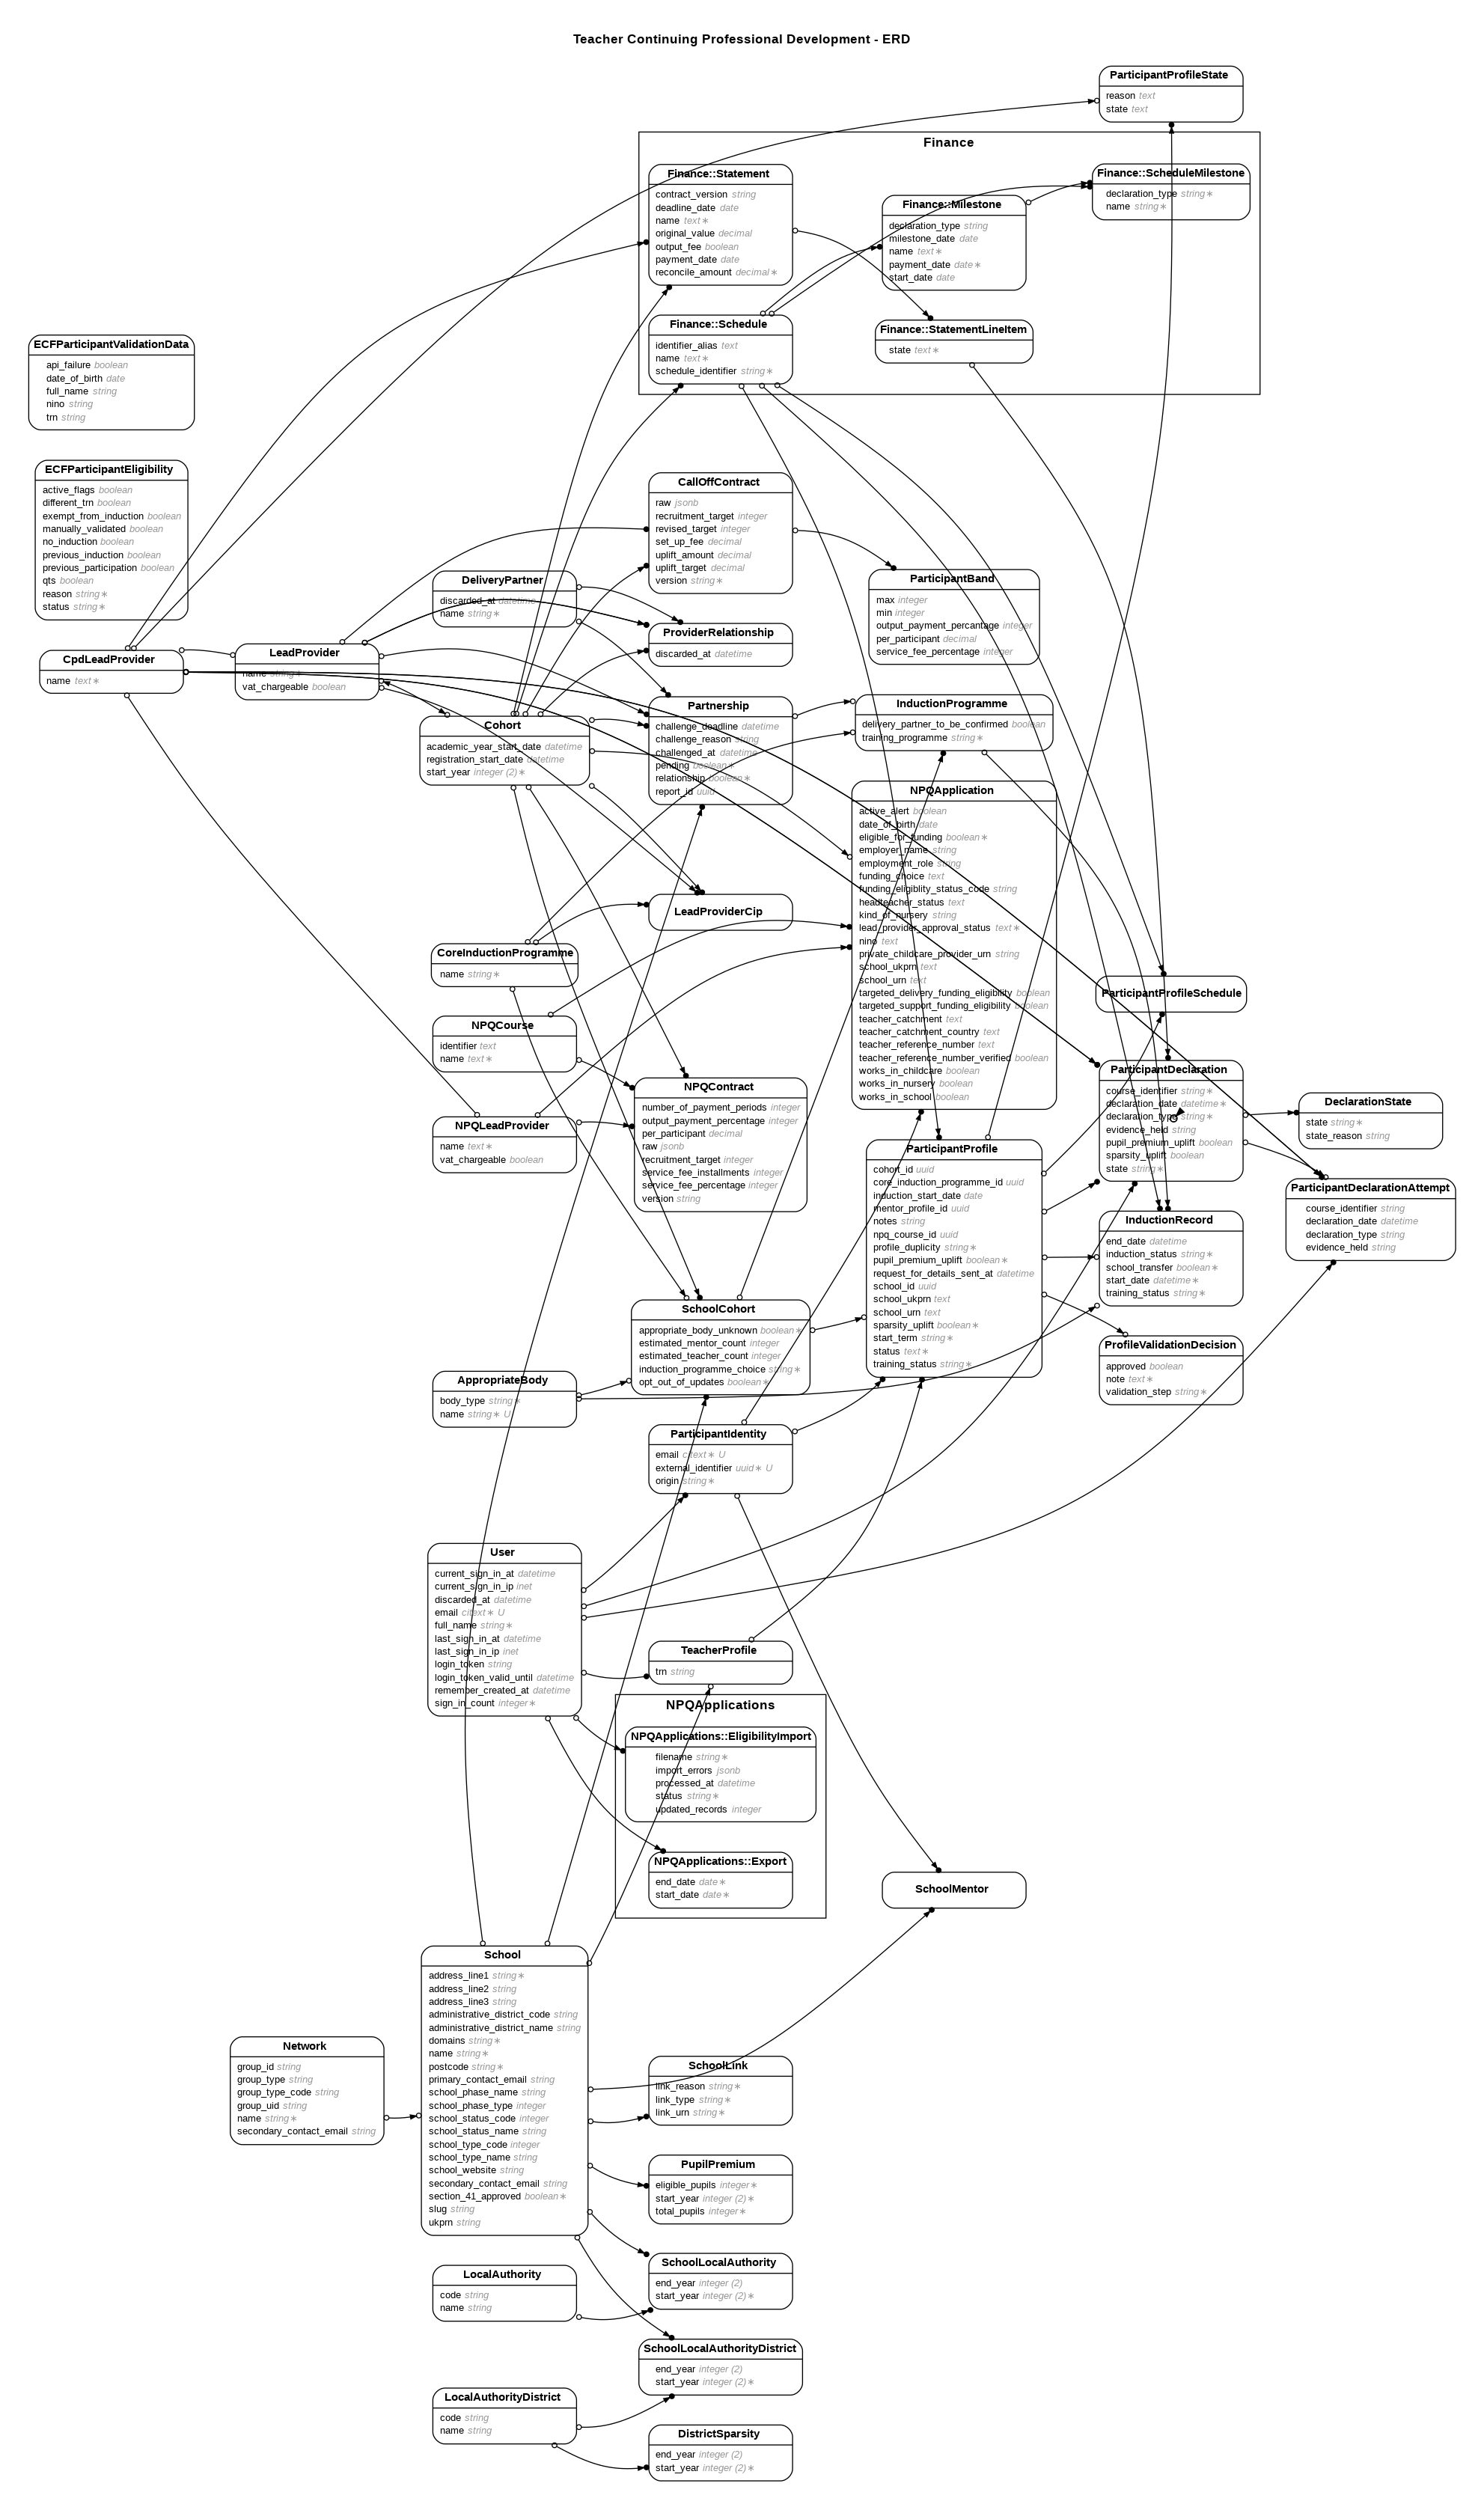 Teacher Continuing Professional Development - ERD
ParticipantProfileState
reason text
state text
Finance
Finance::Statement
contract_version string
deadline_date date
name text ∗
original_value decimal
output_fee boolean
payment_date date
reconcile_amount decimal ∗
Finance::Milestone
declaration_type string
milestone_date date
name text ∗
payment_date date ∗
start_date date
Finance::ScheduleMilestone
declaration_type string ∗
name string ∗
Finance::Schedule
identifier_alias text
name text ∗
schedule_identifier string ∗
Finance::StatementLineItem
state text ∗
ECFParticipantValidationData
api_failure boolean
date_of_birth date
full_name string
nino string
trn string
ECFParticipantEligibility
active_flags boolean
different_trn boolean
exempt_from_induction boolean
manually_validated boolean
no_induction boolean
previous_induction boolean
previous_participation boolean
qts boolean
reason string ∗
status string ∗
CallOffContract
raw jsonb
recruitment_target integer
revised_target integer
set_up_fee decimal
uplift_amount decimal
uplift_target decimal
version string ∗
DeliveryPartner
discarded_at datetime
name string ∗
ParticipantBand
max integer
min integer
output_payment_percantage integer
per_participant decimal
service_fee_percentage integer
ProviderRelationship
discarded_at datetime
CpdLeadProvider
name text ∗
LeadProvider
name string ∗
vat_chargeable boolean
Cohort
academic_year_start_date datetime
registration_start_date datetime
start_year integer (2) ∗
Partnership
challenge_deadline datetime
challenge_reason string
challenged_at datetime
pending boolean ∗
relationship boolean ∗
report_id uuid
InductionProgramme
delivery_partner_to_be_confirmed boolean
training_programme string ∗
NPQApplication
active_alert boolean
date_of_birth date
eligible_for_funding boolean ∗
employer_name string
employment_role string
funding_choice text
funding_eligiblity_status_code string
headteacher_status text
kind_of_nursery string
lead_provider_approval_status text ∗
nino text
private_childcare_provider_urn string
school_ukprn text
school_urn text
targeted_delivery_funding_eligibility boolean
targeted_support_funding_eligibility boolean
teacher_catchment text
teacher_catchment_country text
teacher_reference_number text
teacher_reference_number_verified boolean
works_in_childcare boolean
works_in_nursery boolean
works_in_school boolean
LeadProviderCip
CoreInductionProgramme
name string ∗
NPQCourse
identifier text
name text ∗
NPQContract
number_of_payment_periods integer
output_payment_percentage integer
per_participant decimal
raw jsonb
recruitment_target integer
service_fee_installments integer
service_fee_percentage integer
version string
NPQLeadProvider
name text ∗
vat_chargeable boolean
ParticipantProfileSchedule
ParticipantDeclaration
course_identifier string ∗
declaration_date datetime ∗
declaration_type string ∗
evidence_held string
pupil_premium_uplift boolean
sparsity_uplift boolean
state string ∗
DeclarationState
state string ∗
state_reason string
ParticipantProfile
cohort_id uuid
core_induction_programme_id uuid
induction_start_date date
mentor_profile_id uuid
notes string
npq_course_id uuid
profile_duplicity string ∗
pupil_premium_uplift boolean ∗
request_for_details_sent_at datetime
school_id uuid
school_ukprn text
school_urn text
sparsity_uplift boolean ∗
start_term string ∗
status text ∗
training_status string ∗
ParticipantDeclarationAttempt
course_identifier string
declaration_date datetime
declaration_type string
evidence_held string
InductionRecord
end_date datetime
induction_status string ∗
school_transfer boolean ∗
start_date datetime ∗
training_status string ∗
SchoolCohort
appropriate_body_unknown boolean ∗
estimated_mentor_count integer
estimated_teacher_count integer
induction_programme_choice string ∗
opt_out_of_updates boolean ∗
ProfileValidationDecision
approved boolean
note text ∗
validation_step string ∗
AppropriateBody
body_type string ∗
name string ∗ U
ParticipantIdentity
email citext ∗ U
external_identifier uuid ∗ U
origin string ∗
User
current_sign_in_at datetime
current_sign_in_ip inet
discarded_at datetime
email citext ∗ U
full_name string ∗
last_sign_in_at datetime
last_sign_in_ip inet
login_token string
login_token_valid_until datetime
remember_created_at datetime
sign_in_count integer ∗
TeacherProfile
trn string
NPQApplications
NPQApplications::EligibilityImport
filename string ∗
import_errors jsonb
processed_at datetime
status string ∗
updated_records integer
NPQApplications::Export
end_date date ∗
start_date date ∗
SchoolMentor
School
address_line1 string ∗
address_line2 string
address_line3 string
administrative_district_code string
administrative_district_name string
domains string ∗
name string ∗
postcode string ∗
primary_contact_email string
school_phase_name string
school_phase_type integer
school_status_code integer
school_status_name string
school_type_code integer
school_type_name string
school_website string
secondary_contact_email string
section_41_approved boolean ∗
slug string
ukprn string
Network
group_id string
group_type string
group_type_code string
group_uid string
name string ∗
secondary_contact_email string
SchoolLink
link_reason string ∗
link_type string ∗
link_urn string ∗
PupilPremium
eligible_pupils integer ∗
start_year integer (2) ∗
total_pupils integer ∗
SchoolLocalAuthority
end_year integer (2)
start_year integer (2) ∗
LocalAuthority
code string
name string
SchoolLocalAuthorityDistrict
end_year integer (2)
start_year integer (2) ∗
LocalAuthorityDistrict
code string
name string
DistrictSparsity
end_year integer (2)
start_year integer (2) ∗